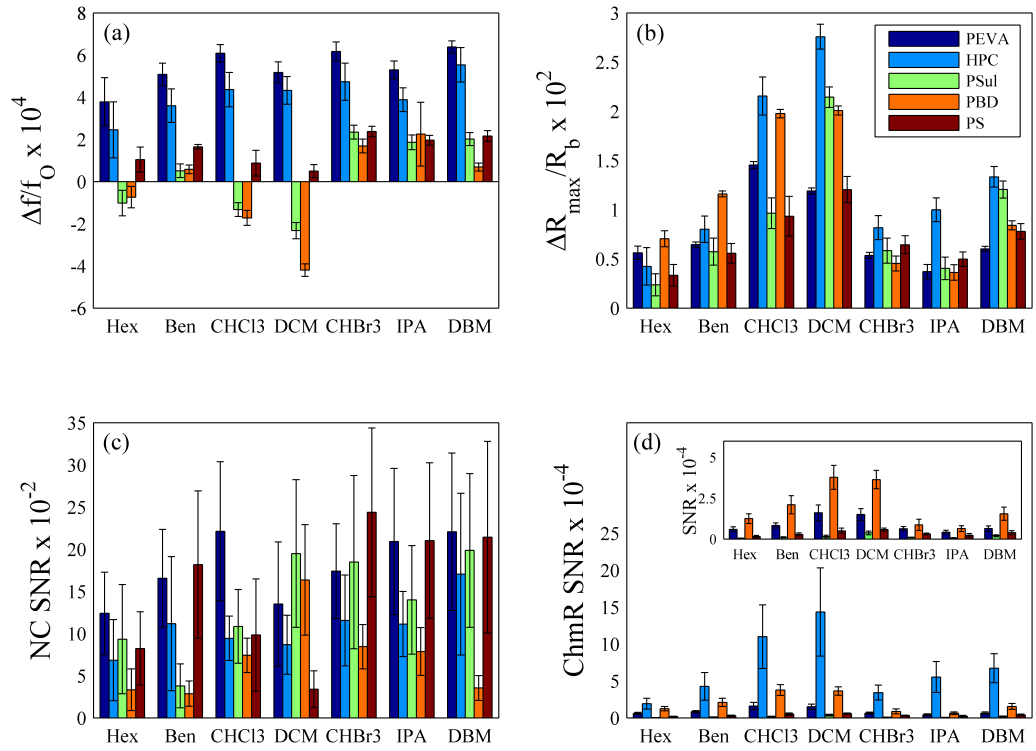 (a)
Δf/f_O x 10^4
8
6
4
2
0
-2
-4
-6
Hex Ben CHCl3 DCM CHBr3 IPA DBM
(b)
ΔR_max/R_b x 10^2
3
2.5
2
1.5
1
0.5
0
PEVA
HPC
PSul
PBD
PS
Hex Ben CHCl3 DCM CHBr3 IPA DBM
(c)
NC SNR x 10^-2
35
30
25
20
15
10
5
0
Hex Ben CHCl3 DCM CHBr3 IPA DBM
(d)
ChmR SNR x 10^-4
25
20
15
10
5
0
SNR x 10^-4
5
2.5
0
Hex Ben CHCl3 DCM CHBr3 IPA DBM
Hex Ben CHCl3 DCM CHBr3 IPA DBM